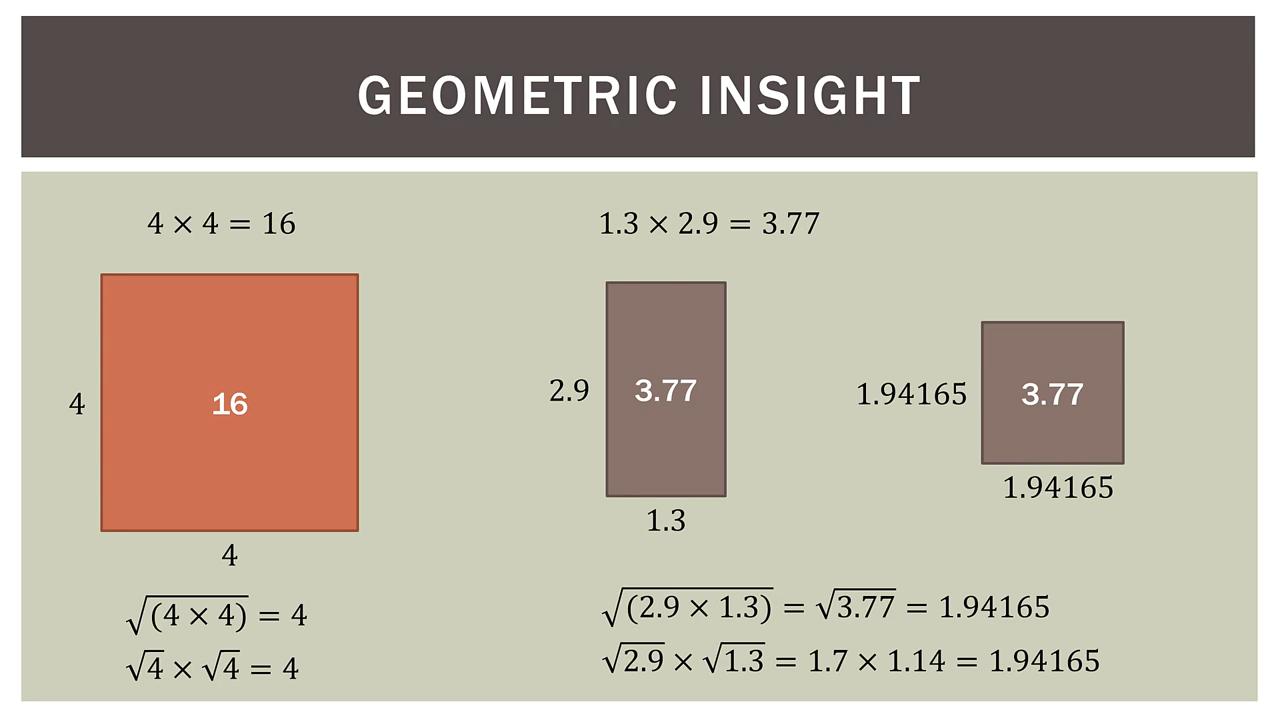 GEOMETRIC INSIGHT
4 × 4 = 16
4
16
4
√(4 × 4) = 4
√4 × √4 = 4
1.3 × 2.9 = 3.77
2.9
3.77
1.3
1.94165
3.77
1.94165
√(2.9 × 1.3) = √3.77 = 1.94165
√2.9 × √1.3 = 1.7 × 1.14 = 1.94165